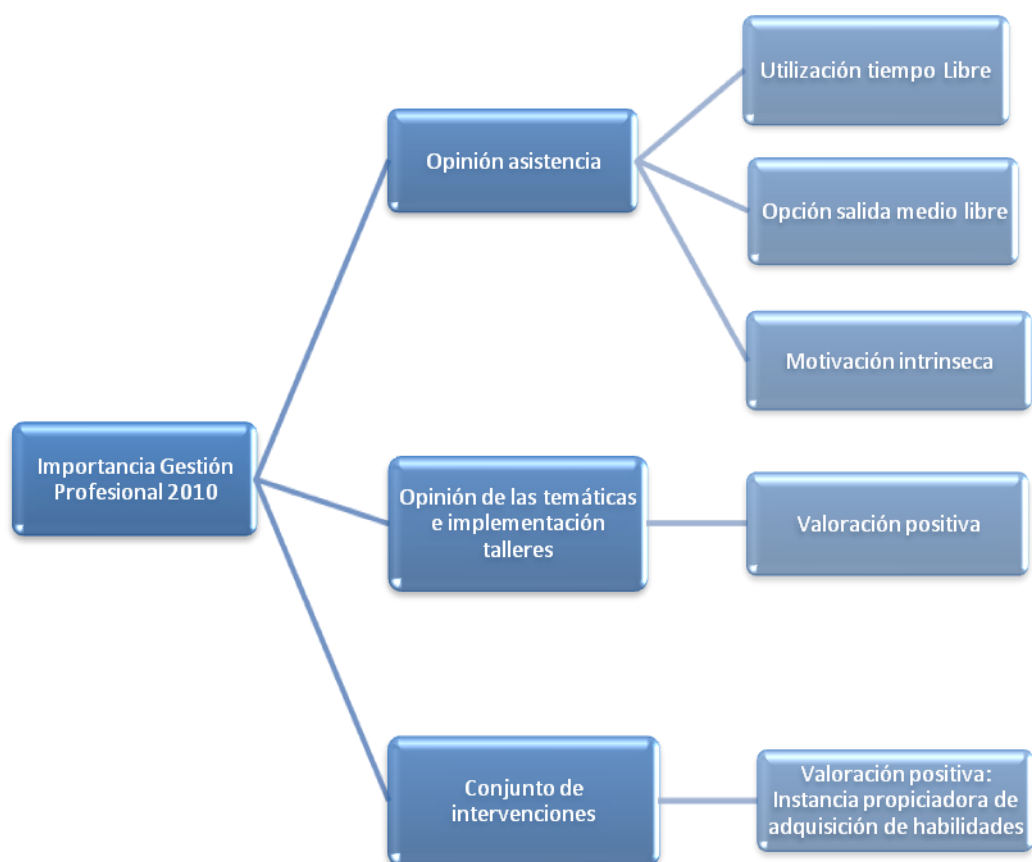 Importancia Gestión
Profesional 2010
Opinión asistencia
Utilización tiempo Libre
Opción salida medio libre
Motivación intrinseca
Opinión de las temáticas
e implementación
talleres
Valoración positiva
Conjunto de
intervenciones
Valoración positiva:
Instancia propiciadora de
adquisición de habilidades